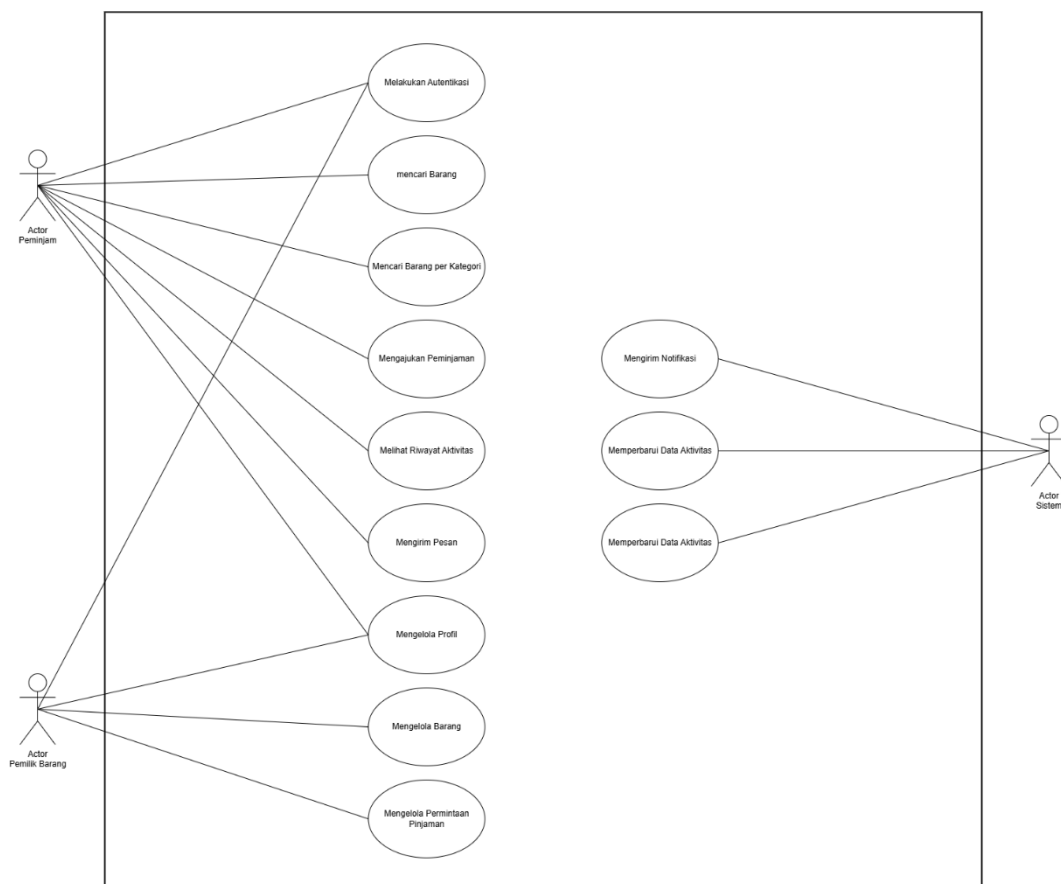 Melakukan Autentikasi
mencari Barang
Actor
Peminjam
Mencari Barang per Kategori
Mengajukan Peminjaman
Mengirim Notifikasi
Melihat Riwayat Aktivitas
Memperbarui Data Aktivitas
Actor
Sistem
Mengirim Pesan
Memperbarui Data Aktivitas
Mengelola Profil
Mengelola Barang
Actor
Pemilik Barang
Mengelola Permintaan
Pinjaman